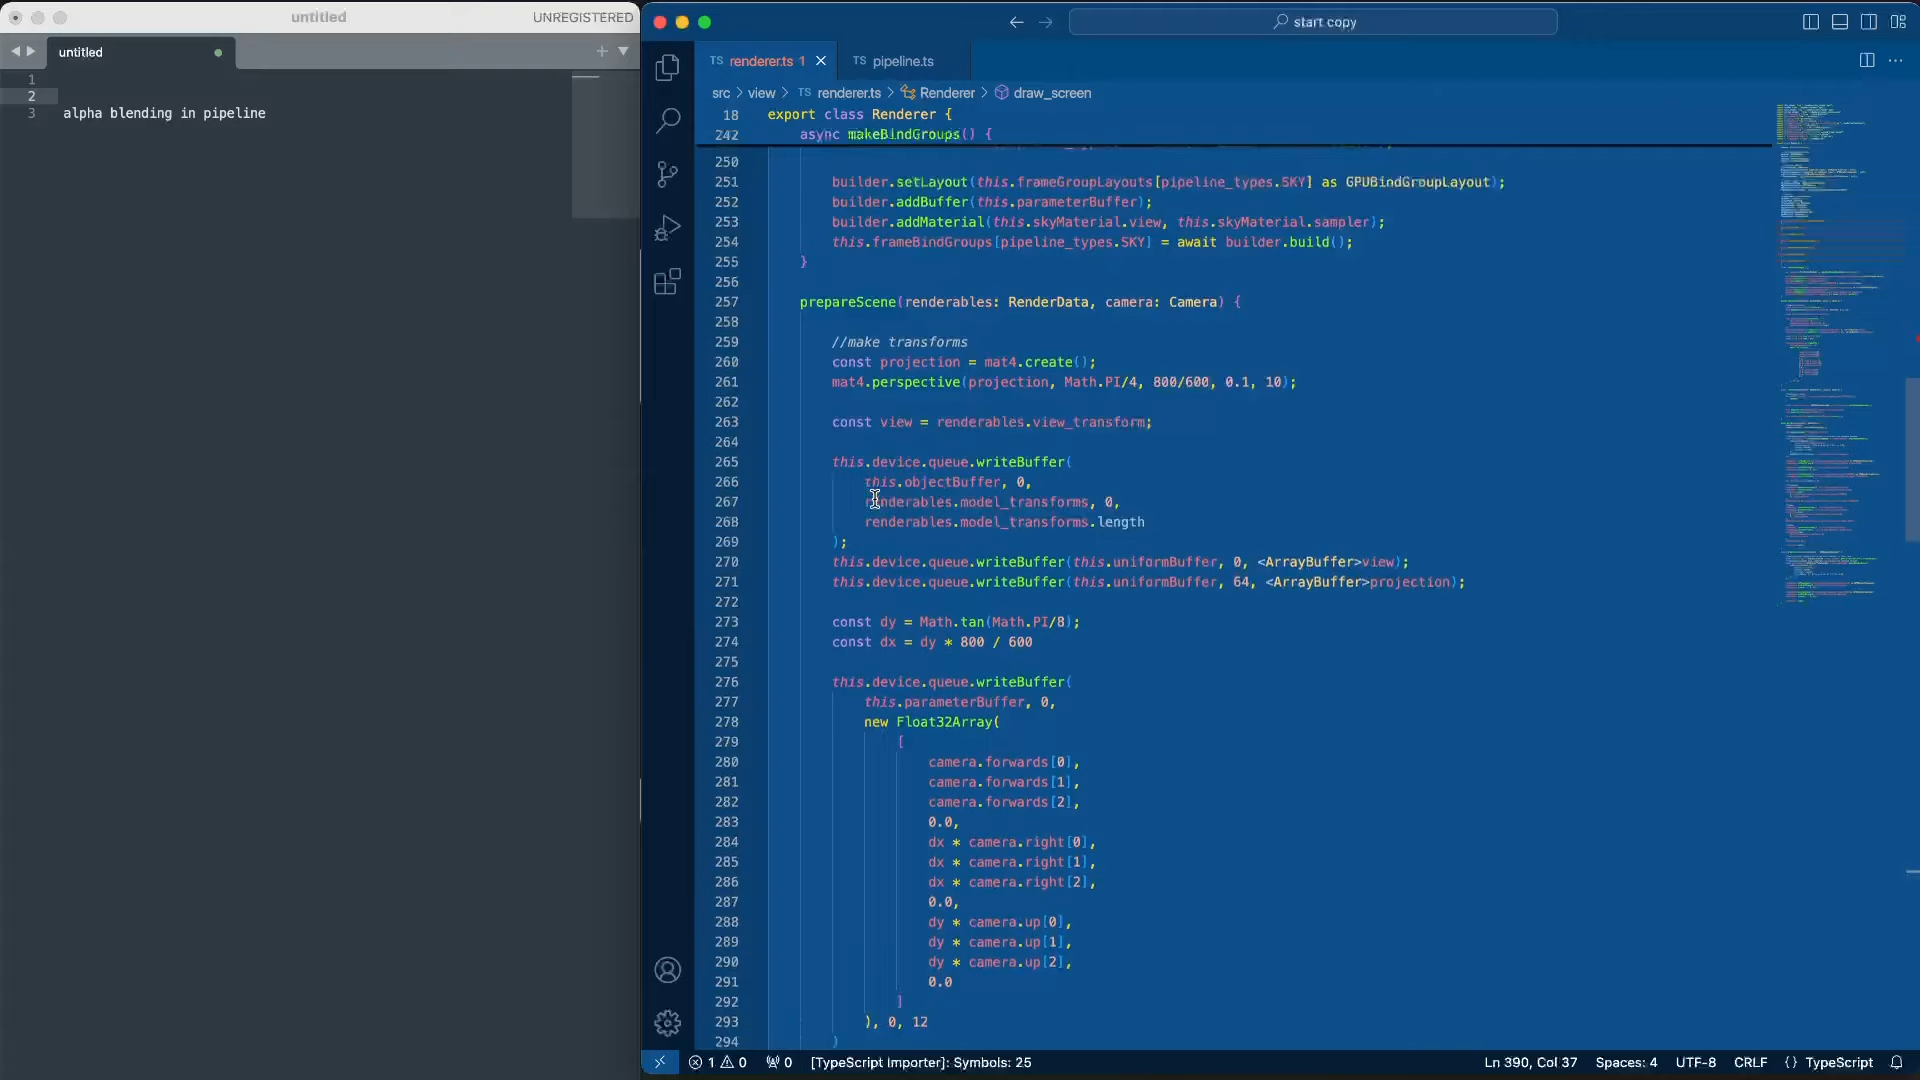 untitled
UNREGISTERED
untitled
1
2
3 alpha blending in pipeline
start copy
TS renderer.ts 1
TS pipeline.ts
src > view > TS renderer.ts > Renderer > draw_screen
18 export class Renderer {
242 async makeBindGroups() {
250
251 builder.setLayout(this.frameGroupLayouts[pipeline_types.SKY] as GPUBindGroupLayout);
252 builder.addBuffer(this.parameterBuffer);
253 builder.addMaterial(this.skyMaterial.view, this.skyMaterial.sampler);
254 this.frameBindGroups[pipeline_types.SKY] = await builder.build();
255 }
256
257 prepareScene(renderables: RenderData, camera: Camera) {
258
259 //make transforms
260 const projection = mat4.create();
261 mat4.perspective(projection, Math.PI/4, 800/600, 0.1, 10);
262
263 const view = renderables.view_transform;
264
265 this.device.queue.writeBuffer(
266 this.objectBuffer, 0,
267 renderables.model_transforms, 0,
268 renderables.model_transforms.length
269 );
270 this.device.queue.writeBuffer(this.uniformBuffer, 0, <ArrayBuffer>view);
271 this.device.queue.writeBuffer(this.uniformBuffer, 64, <ArrayBuffer>projection);
272
273 const dy = Math.tan(Math.PI/8);
274 const dx = dy * 800 / 600
275
276 this.device.queue.writeBuffer(
277 this.parameterBuffer, 0,
278 new Float32Array(
279 [
280 camera.forwards[0],
281 camera.forwards[1],
282 camera.forwards[2],
283 0.0,
284 dx * camera.right[0],
285 dx * camera.right[1],
286 dx * camera.right[2],
287 0.0,
288 dy * camera.up[0],
289 dy * camera.up[1],
290 dy * camera.up[2],
291 0.0
292 ]
293 ), 0, 12
294 )
1 0 0 [TypeScript Importer]: Symbols: 25 Ln 390, Col 37 Spaces: 4 UTF-8 CRLF {} TypeScript